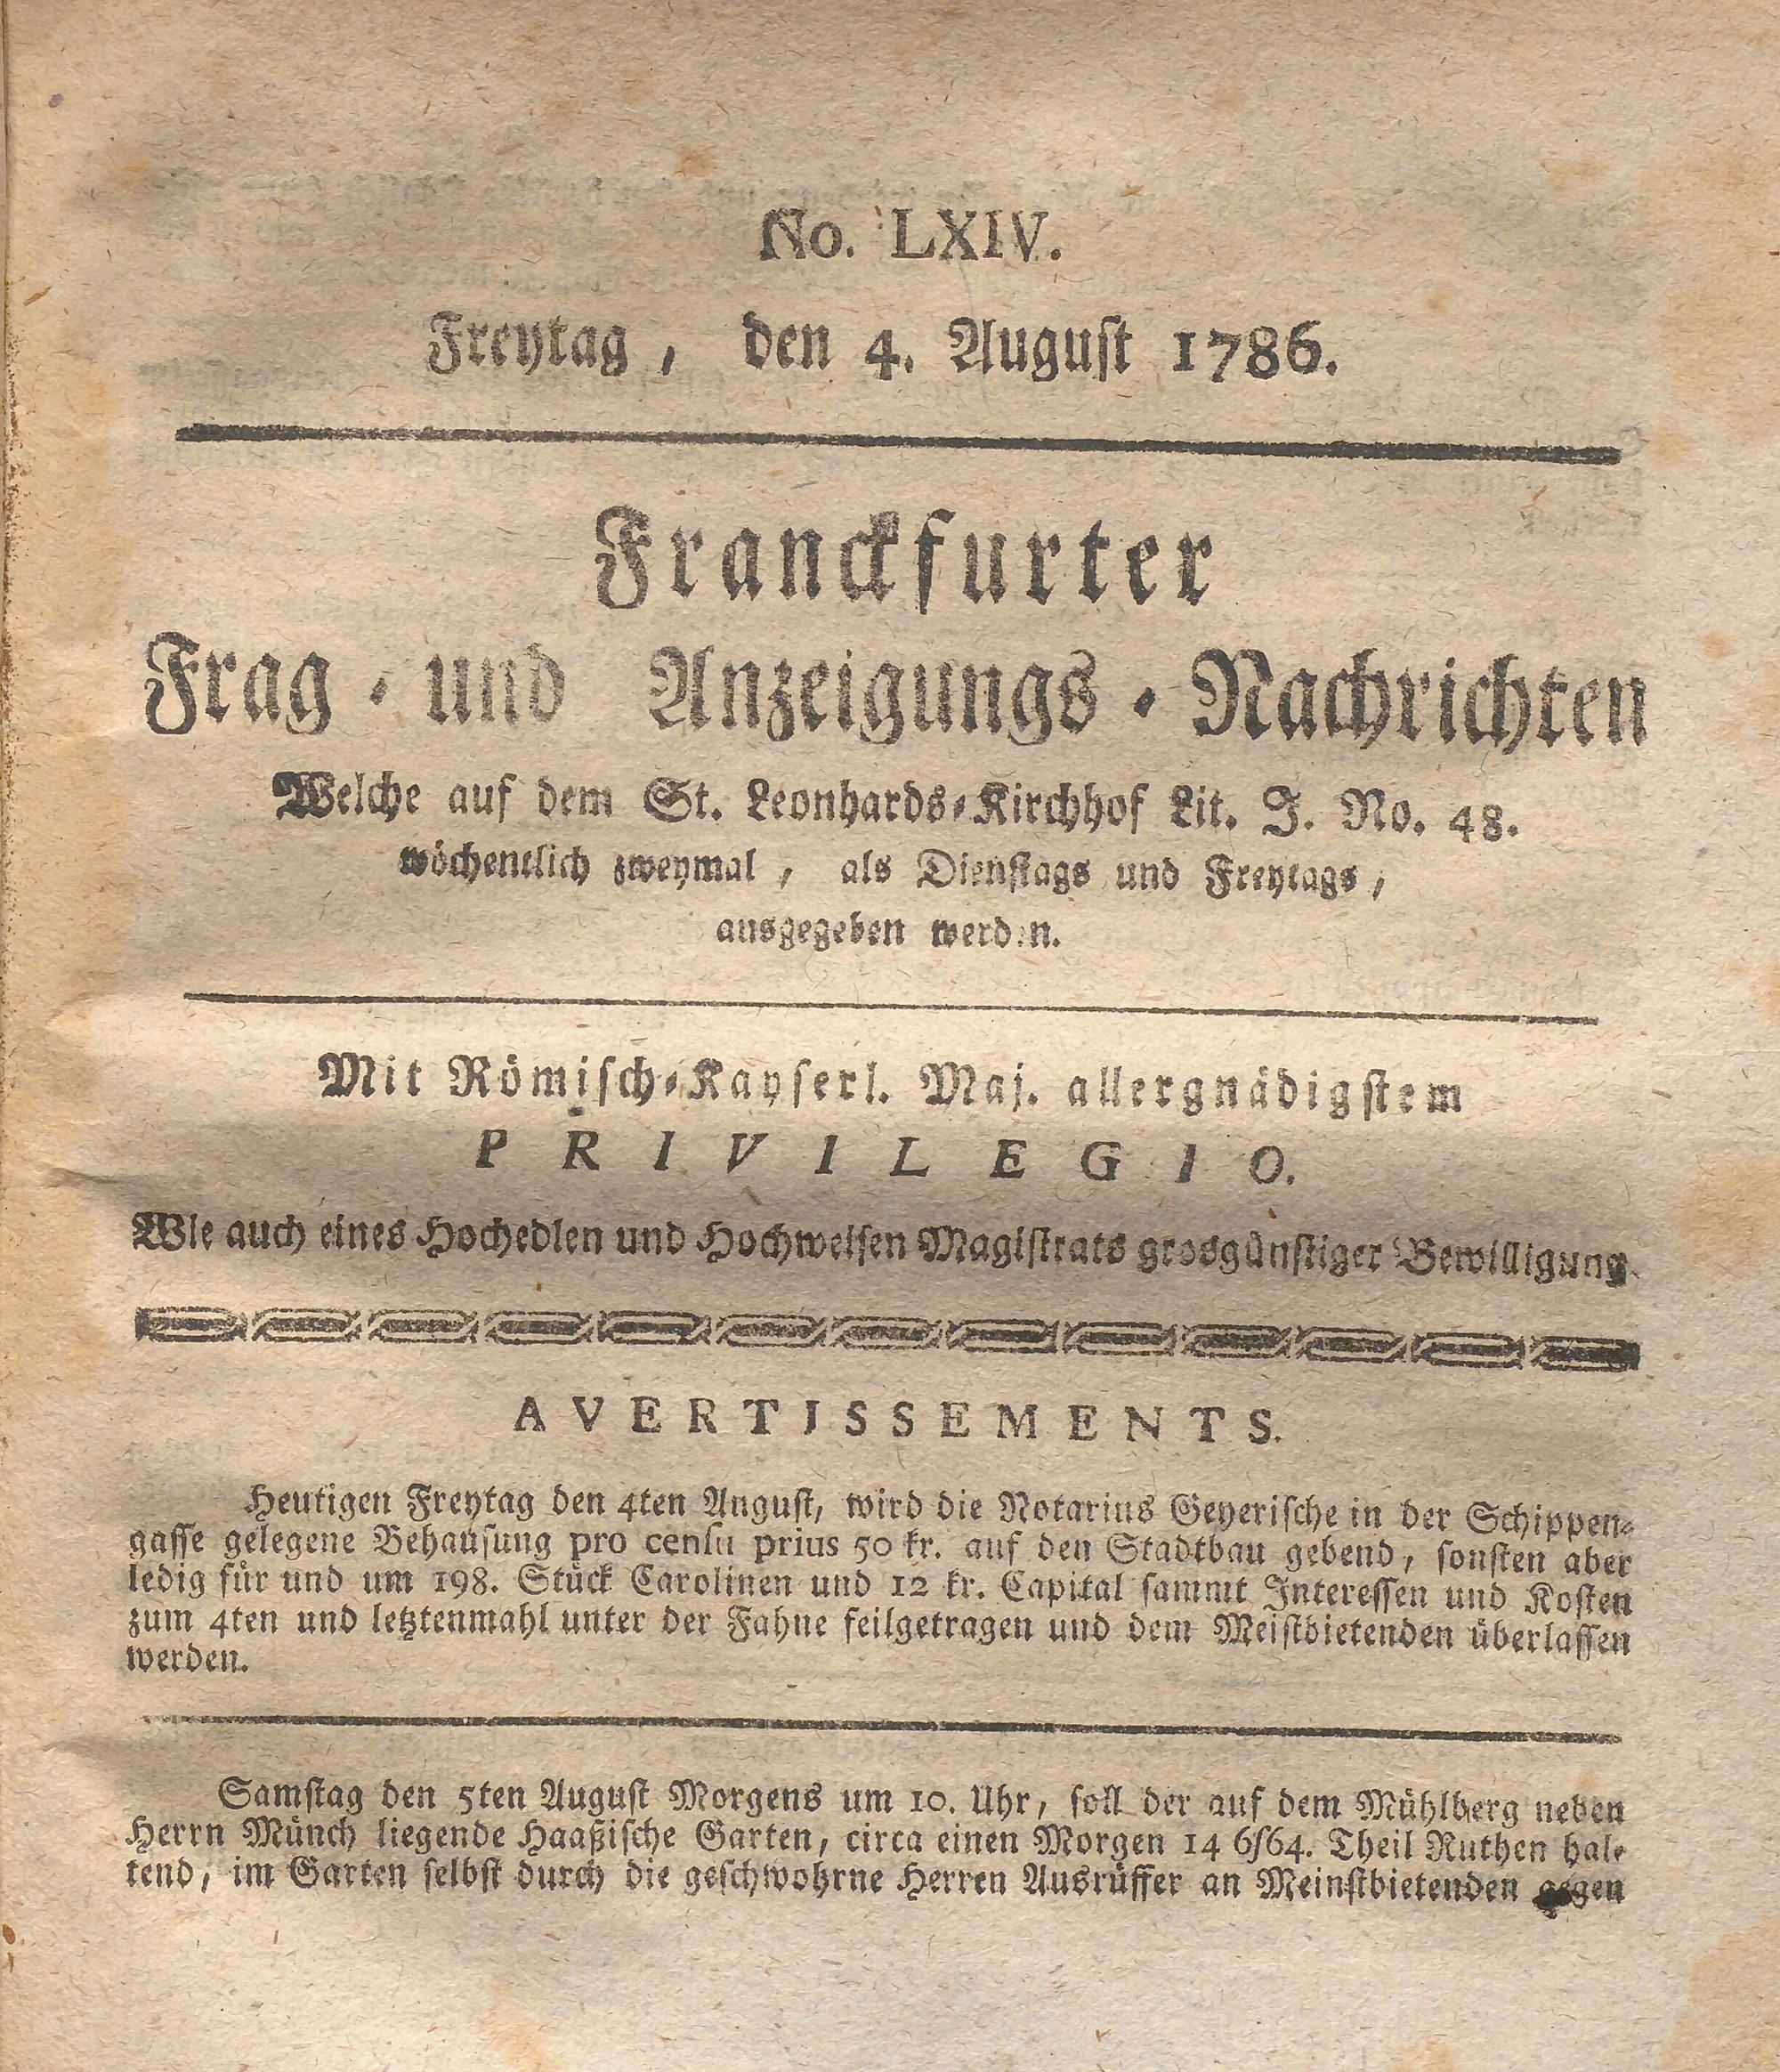 No. LXIV.
Freytag, den 4. August 1786.
Franckfurter
Frag- und Anzeigungs-Nachrichten
Welche auf dem St. Leonhards-Kirchhof Lit. J. No. 48.
wöchentlich zweymal, als Dienstags und Freytags,
ausgegeben werden.
Mit Römisch-Kayserl. Maj. allergnädigstem
PRIVILEGIO.
Wie auch eines Hochedlen und Hochweisen Magistrats grosgünstiger Bewilligung.
AVERTISSEMENTS.
Heutigen Freytag den 4ten August, wird die Notarius Geyerische in der Schippen-
gasse gelegene Behausung pro censu prius 50 kr. auf den Stadtbau gebend, sonsten aber
ledig für und um 198. Stück Carolinen und 12 kr. Capital sammt Interessen und Kosten
zum 4ten und letztenmahl unter der Fahne feilgetragen und dem Meistbietenden überlassen
werden.
Samstag den 5ten August Morgens um 10. Uhr, soll der auf dem Mühlberg neben
Herrn Münch liegende Haaßische Garten, circa einen Morgen 14 6/64. Theil Ruthen hal-
tend, im Garten selbst durch die geschwohrne Herren Ausrüffer an Meinstbietenden gegen